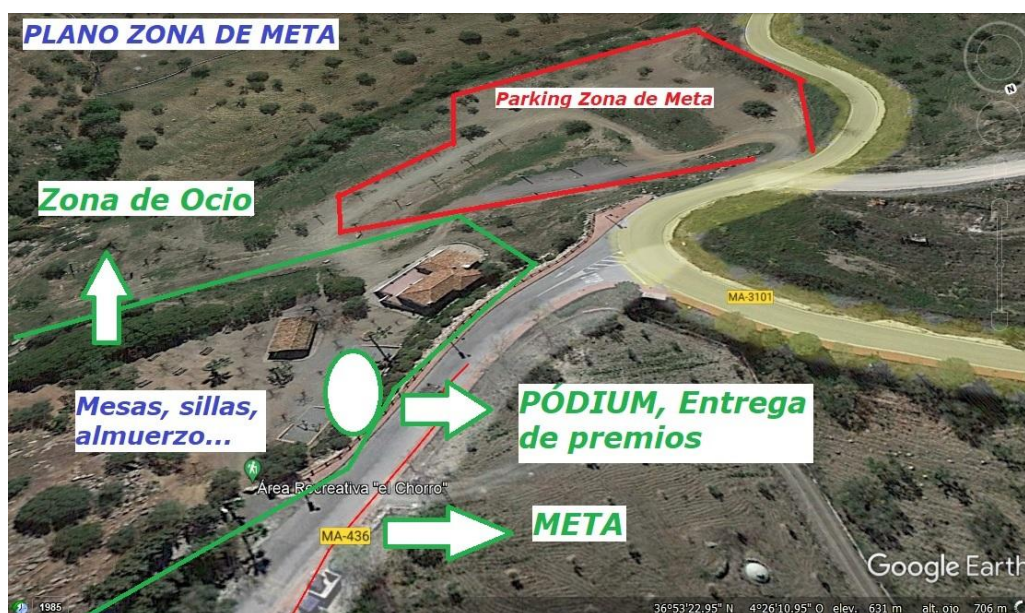 PLANO ZONA DE META
Parking Zona de Meta
Zona de Ocio
MA-3101
Mesas, sillas,
almuerzo...
PÓDIUM, Entrega
de premios
Área Recreativa "el Chorro"
MA-436
META
Google Earth
1985
36°53'22.95" N 4°26'10.95" O elev. 631 m alt. ojo 706 m
N